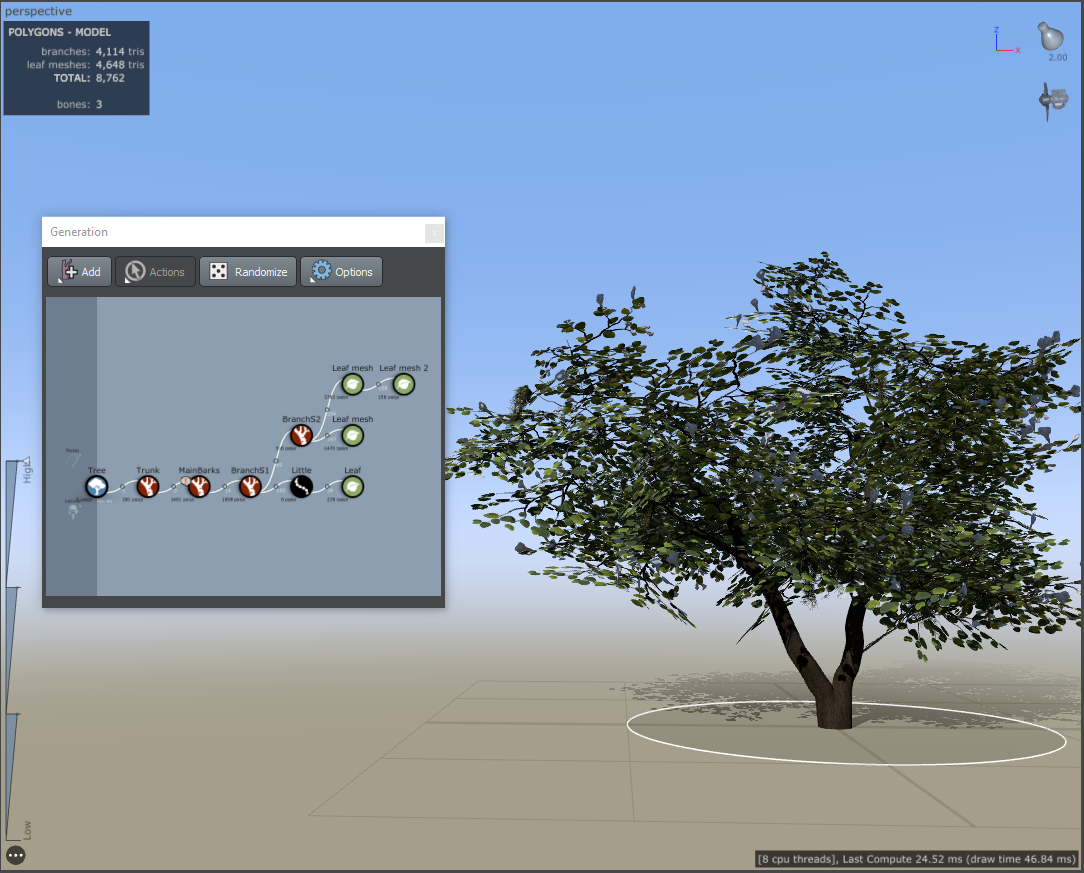 perspective
POLYGONS - MODEL
branches: 4,114 tris
leaf meshes: 4,648 tris
TOTAL: 8,762
bones: 3
z
x
2.00
Generation
Add
Actions
Randomize
Options
Leaf mesh
Leaf mesh 2
BranchS2
Leaf mesh
Tree
Trunk
MainBarks
BranchS1
Little
Leaf
High
Low
[8 cpu threads], Last Compute 24.52 ms (draw time 46.84 ms)